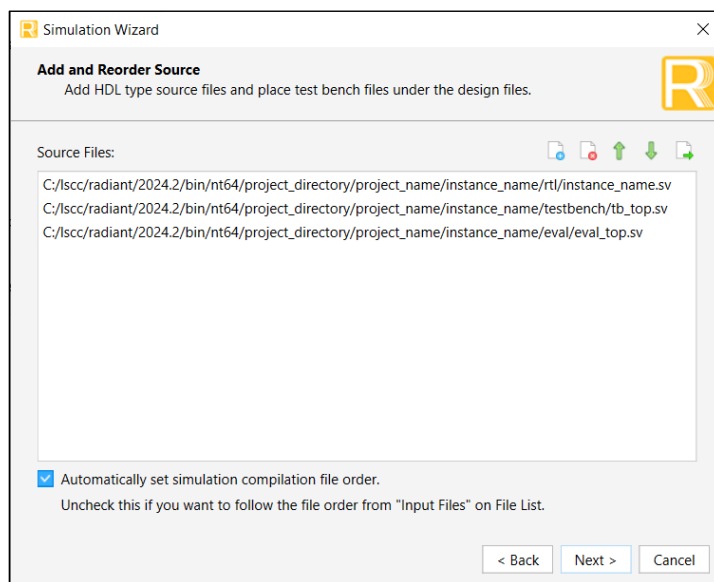 Simulation Wizard
Add and Reorder Source
Add HDL type source files and place test bench files under the design files.
Source Files:
C:/lscc/radiant/2024.2/bin/nt64/project_directory/project_name/instance_name/rtl/instance_name.sv
C:/lscc/radiant/2024.2/bin/nt64/project_directory/project_name/instance_name/testbench/tb_top.sv
C:/lscc/radiant/2024.2/bin/nt64/project_directory/project_name/instance_name/eval/eval_top.sv
Automatically set simulation compilation file order.
Uncheck this if you want to follow the file order from "Input Files" on File List.
< Back Next > Cancel